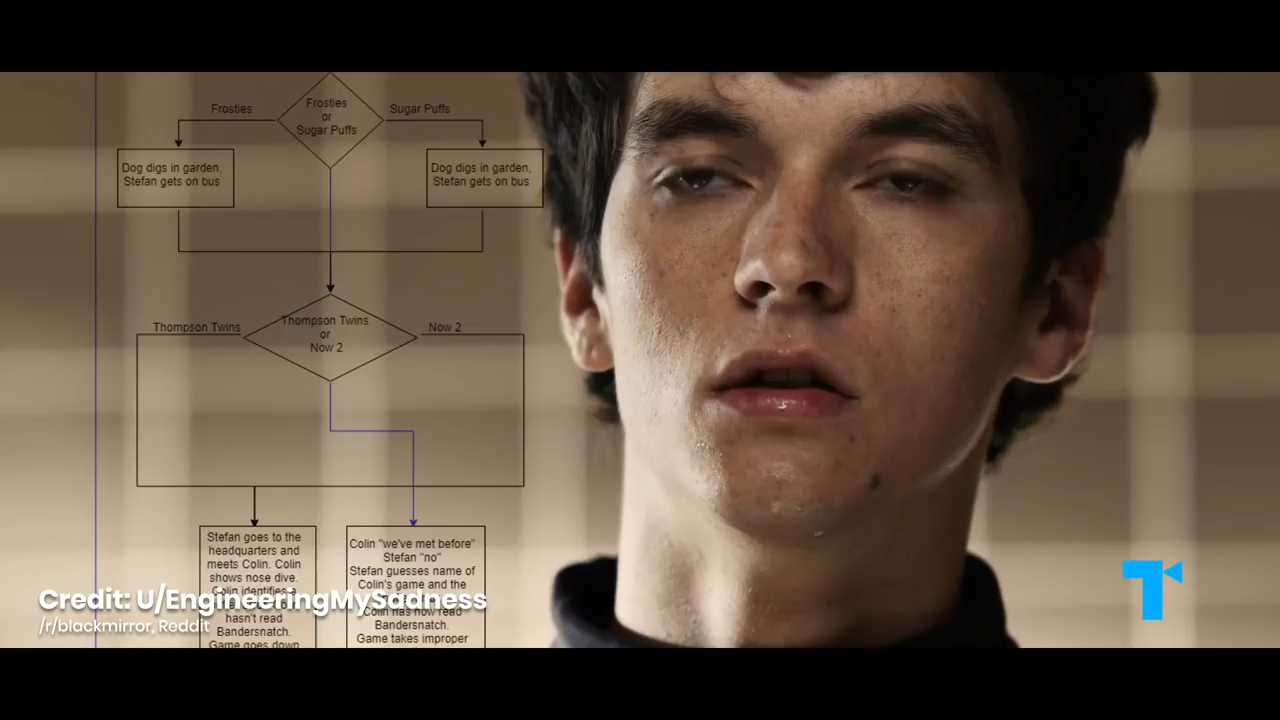 Frosties
Frosties
or
Sugar Puffs
Sugar Puffs
Dog digs in garden,
Stefan gets on bus
Dog digs in garden,
Stefan gets on bus
Thompson Twins
Thompson Twins
or
Now 2
Now 2
Stefan goes to the
headquarters and
meets Colin. Colin
shows nose dive.
Colin identifies a
hasn't read
Bandersnatch.
Game goes down
Colin "we've met before"
Stefan "no"
Stefan guesses name of
Colin's game and the
Colin has now read
Bandersnatch.
Game takes improper
Credit: U/EngineeringMySadness
/r/blackmirror, Reddit